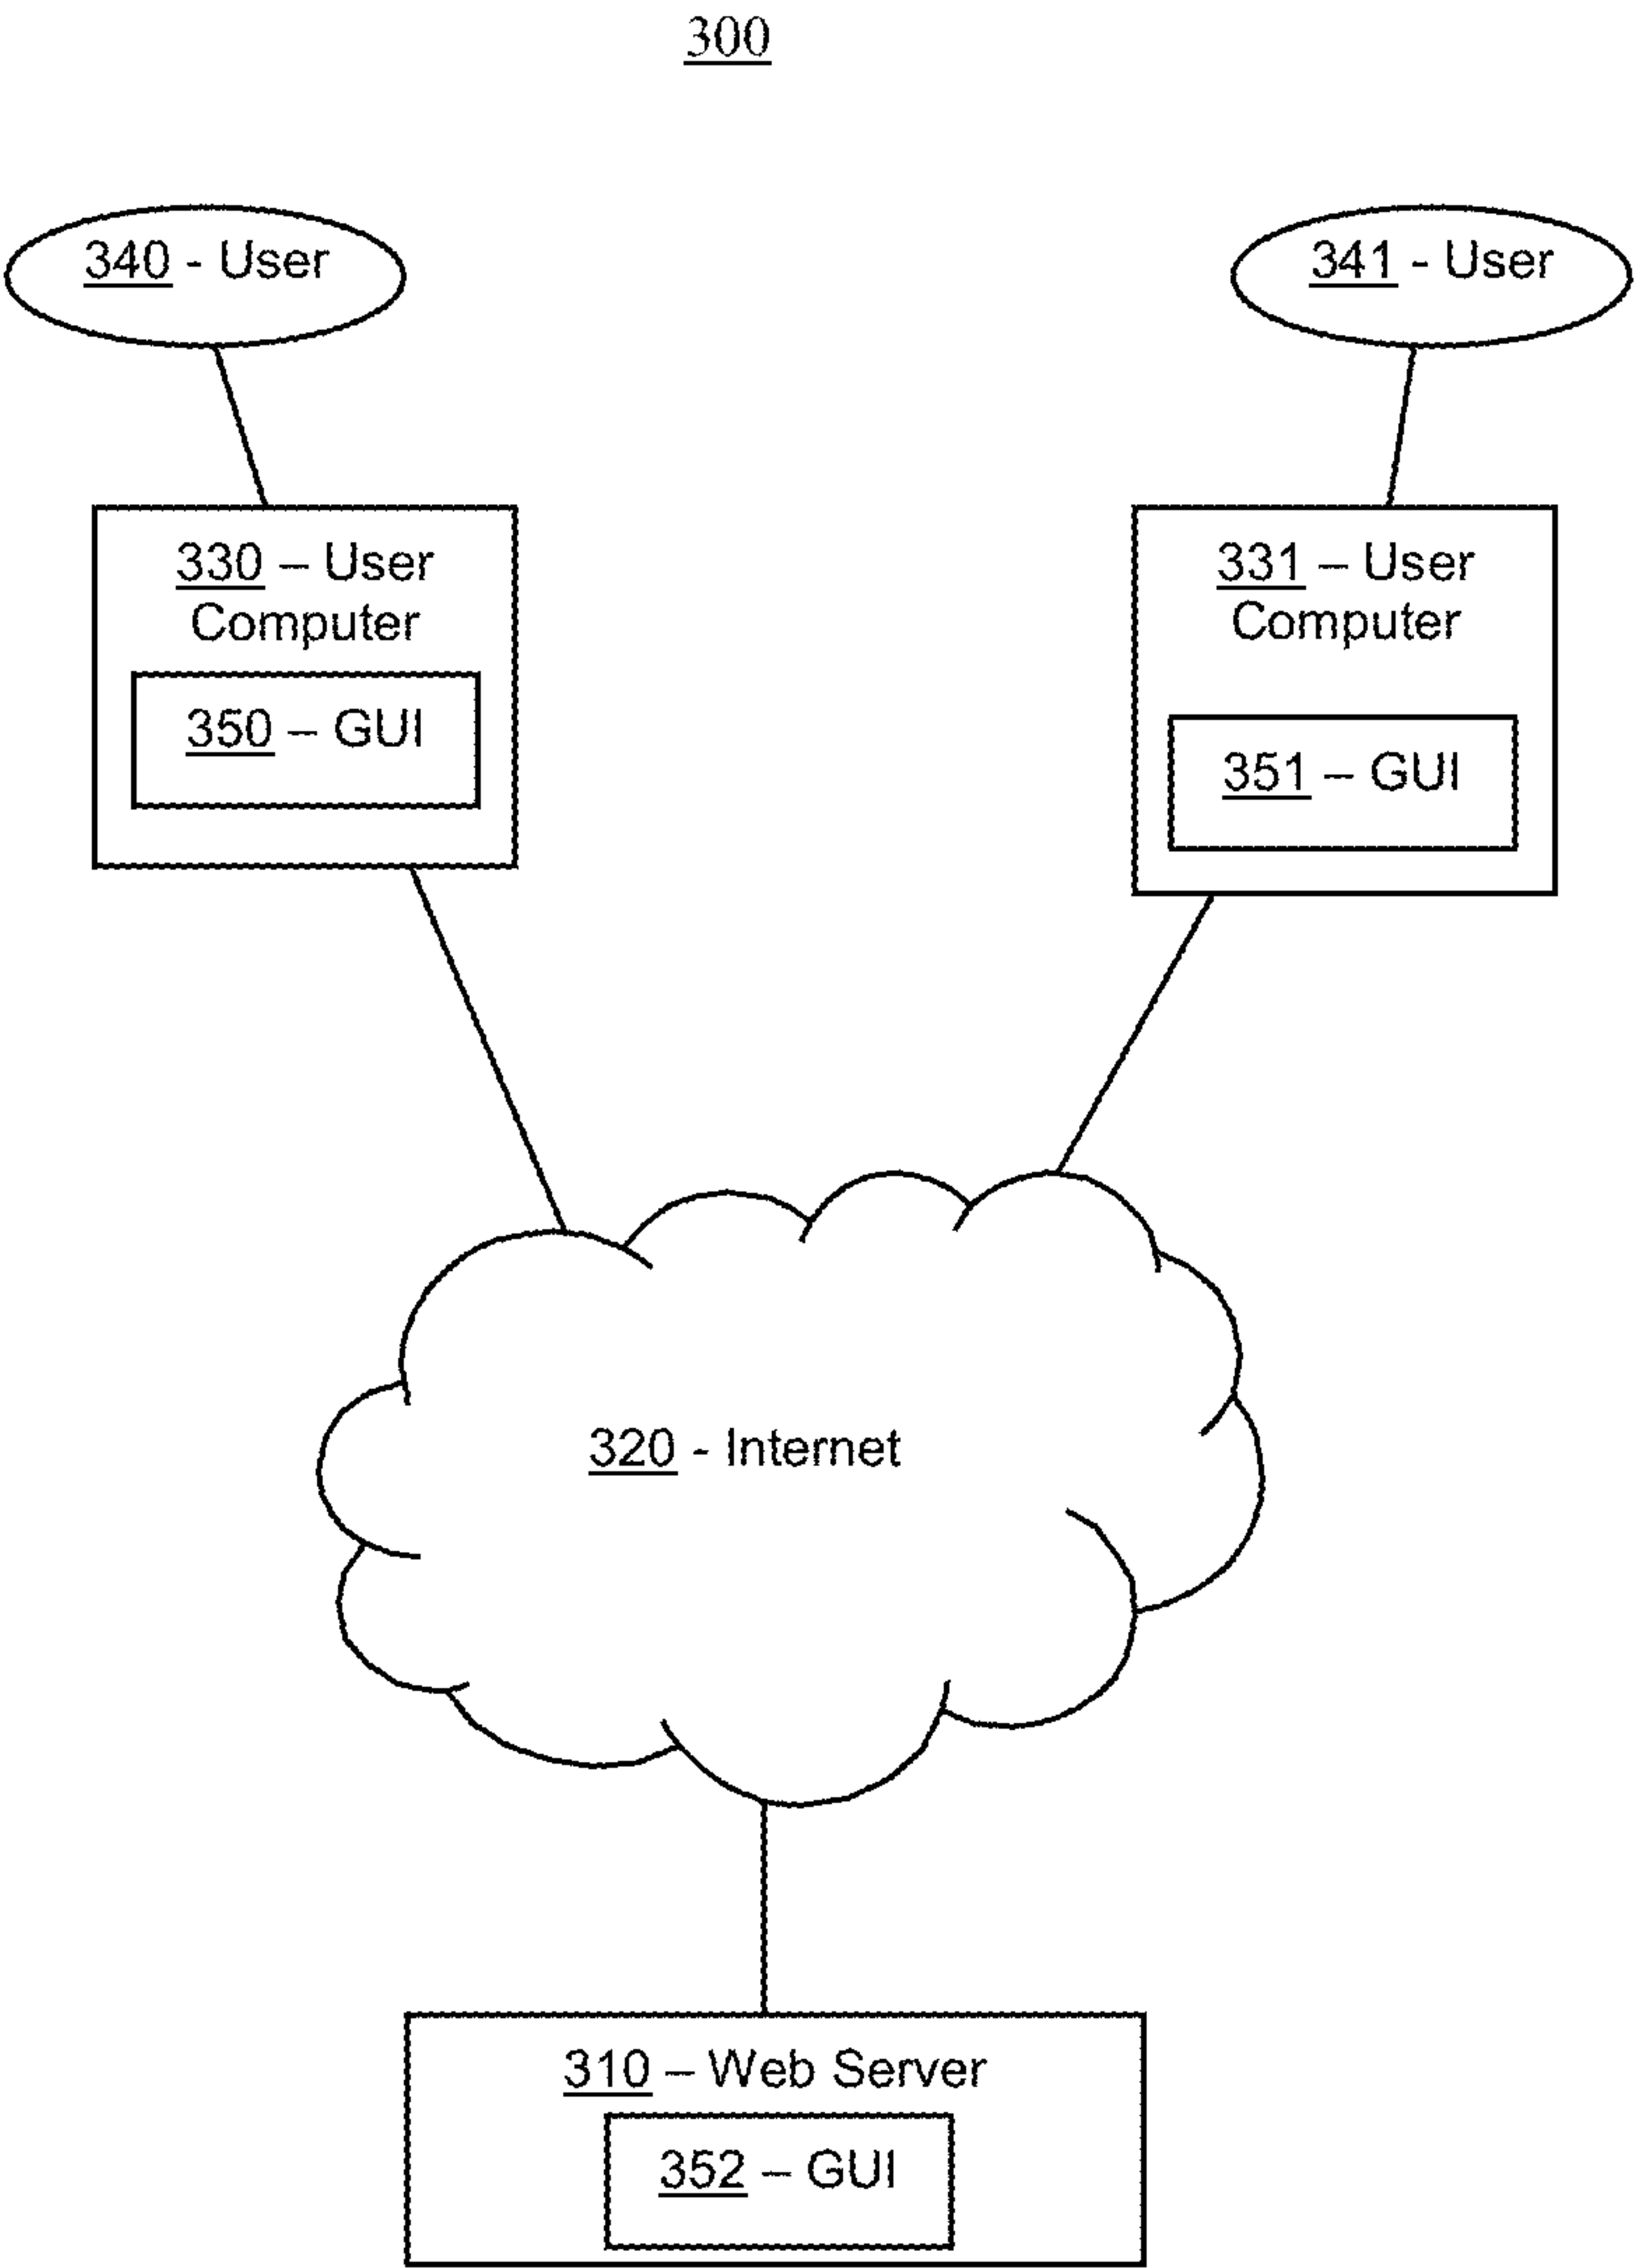 300
340 - User
341 - User
330 – User
Computer
350 – GUI
331 – User
Computer
351 – GUI
320 - Internet
310 – Web Server
352 – GUI